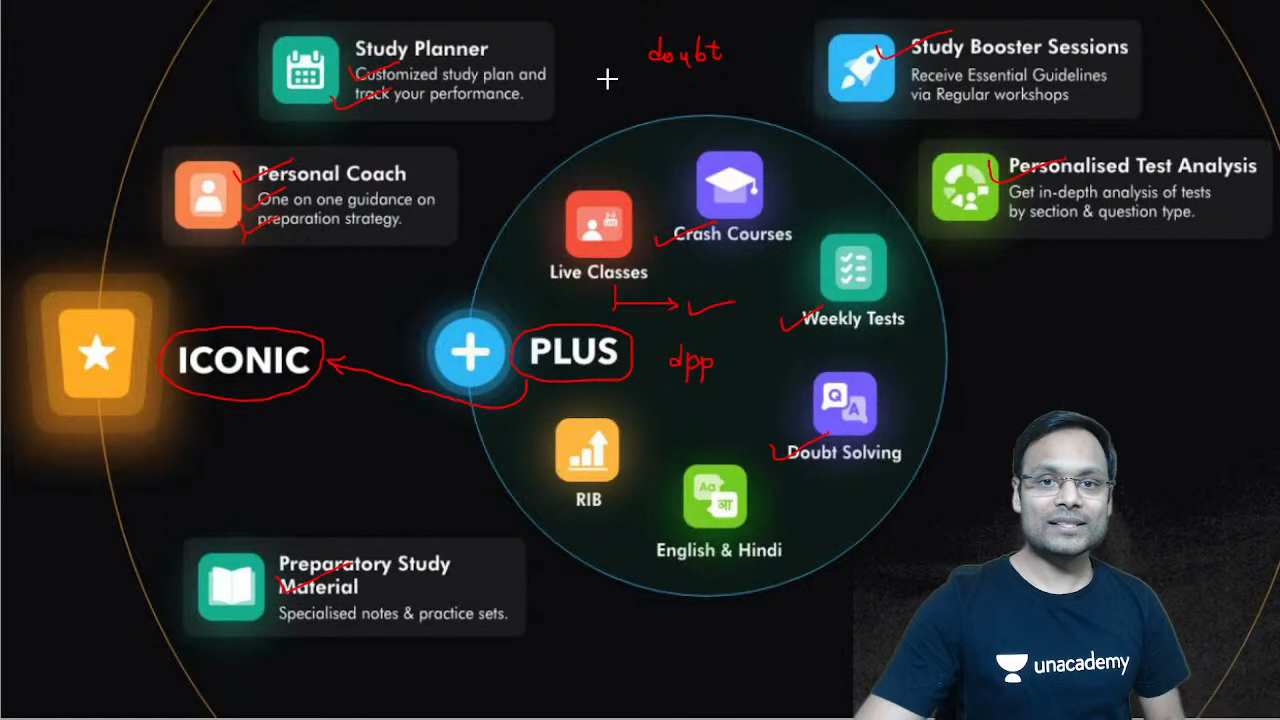 Study Planner
Customized study plan and
track your performance.
doubt
Study Booster Sessions
Receive Essential Guidelines
via Regular workshops
Personal Coach
One on one guidance on
preparation strategy.
Personalised Test Analysis
Get in-depth analysis of tests
by section & question type.
Crash Courses
Live Classes
Weekly Tests
ICONIC
PLUS
dpp
Q
A
Doubt Solving
RIB
Aa
आ
English & Hindi
Preparatory Study
Material
Specialised notes & practice sets.
unacademy